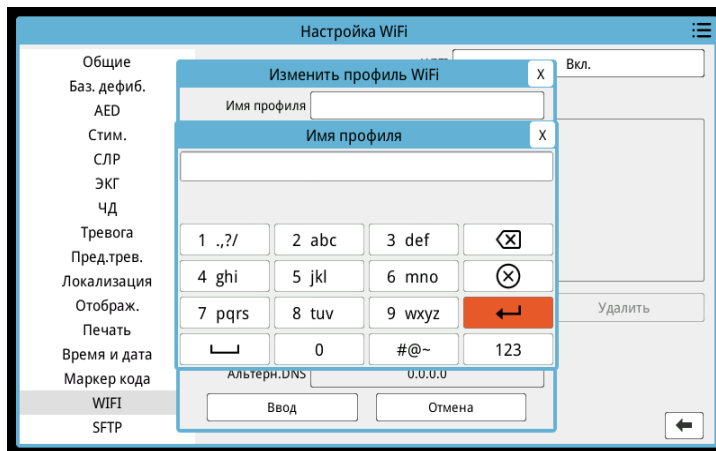 Настройка WiFi
Общие
Баз. дефиб.
AED
Стим.
СЛР
ЭКГ
ЧД
Тревога
Пред.трев.
Локализация
Отображ.
Печать
Время и дата
Маркер кода
WIFI
SFTP
Вкл.
Изменить профиль WiFi X
Имя профиля
Имя профиля X
1 .,?/ 2 abc 3 def
4 ghi 5 jkl 6 mno
7 pqrs 8 tuv 9 wxyz
0 #@~ 123
Альтерн.DNS 0.0.0.0
Ввод Отмена
Удалить